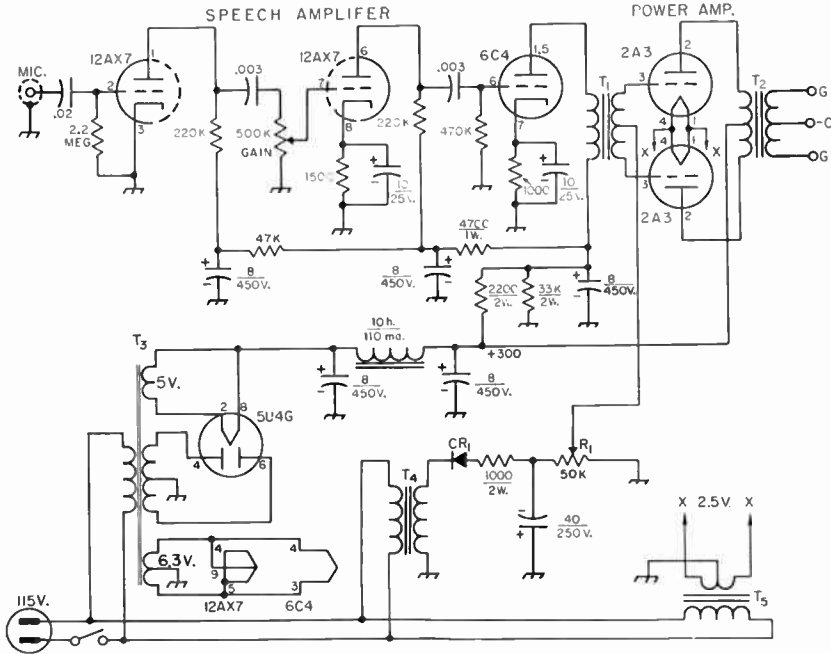 SPEECH AMPLIFER
POWER AMP.
12AX7
12AX7
6C4
2A3
MIC.
.02
2
1
3
2.2
MEG
220K
.003
500K
GAIN
7
6
8
10
25V.
220K
.003
6
1,5
7
470K
1000
10
25V.
T1
3
2
4
1
4
1
X
X
3
2
2A3
T2
G
-C
G
47K
4700
1W.
8
450V.
8
450V.
8
450V.
2200
2W.
33K
2W.
+300
10h.
110 ma.
8
450V.
8
450V.
T3
5V.
2
8
5U4G
4
6
6.3V.
4
9
5
12AX7
4
3
6C4
T4
CR1
1000
2W.
R1
50K
40
250V.
X
2.5V.
X
T5
115V.